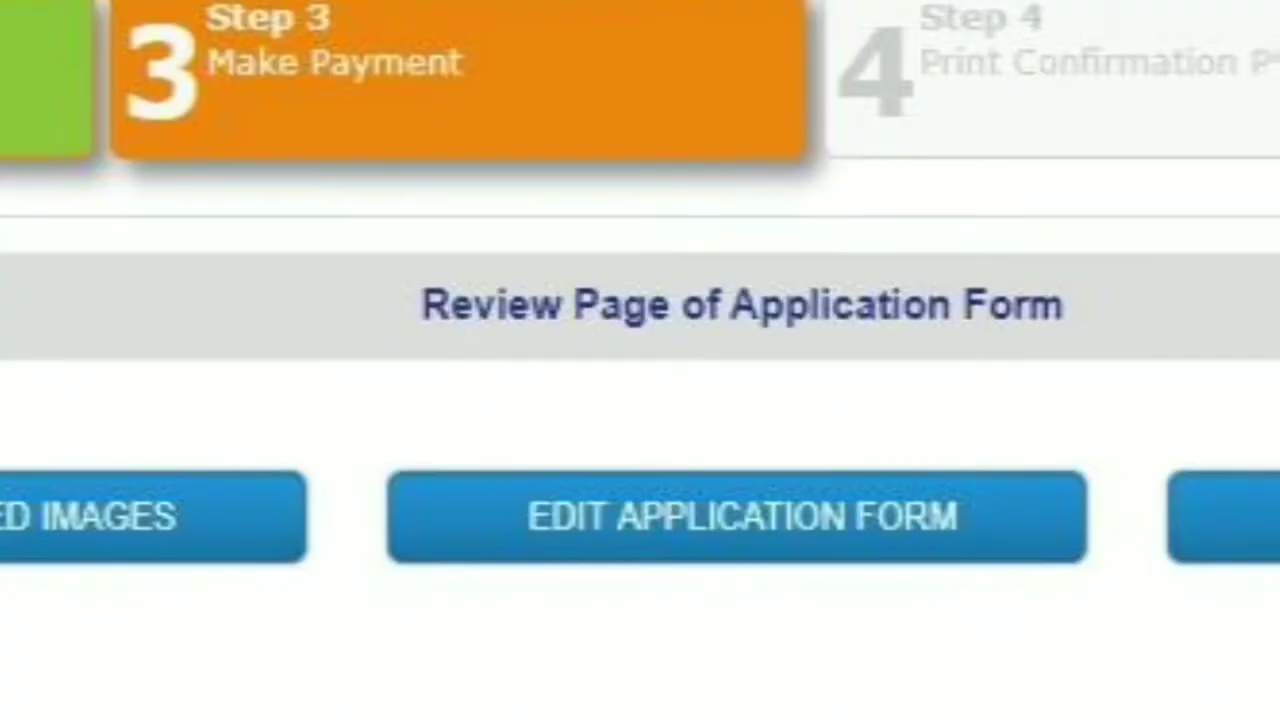 3
Step 3
Make Payment
4
Step 4
Print Confirmation
Review Page of Application Form
IMAGES
EDIT APPLICATION FORM